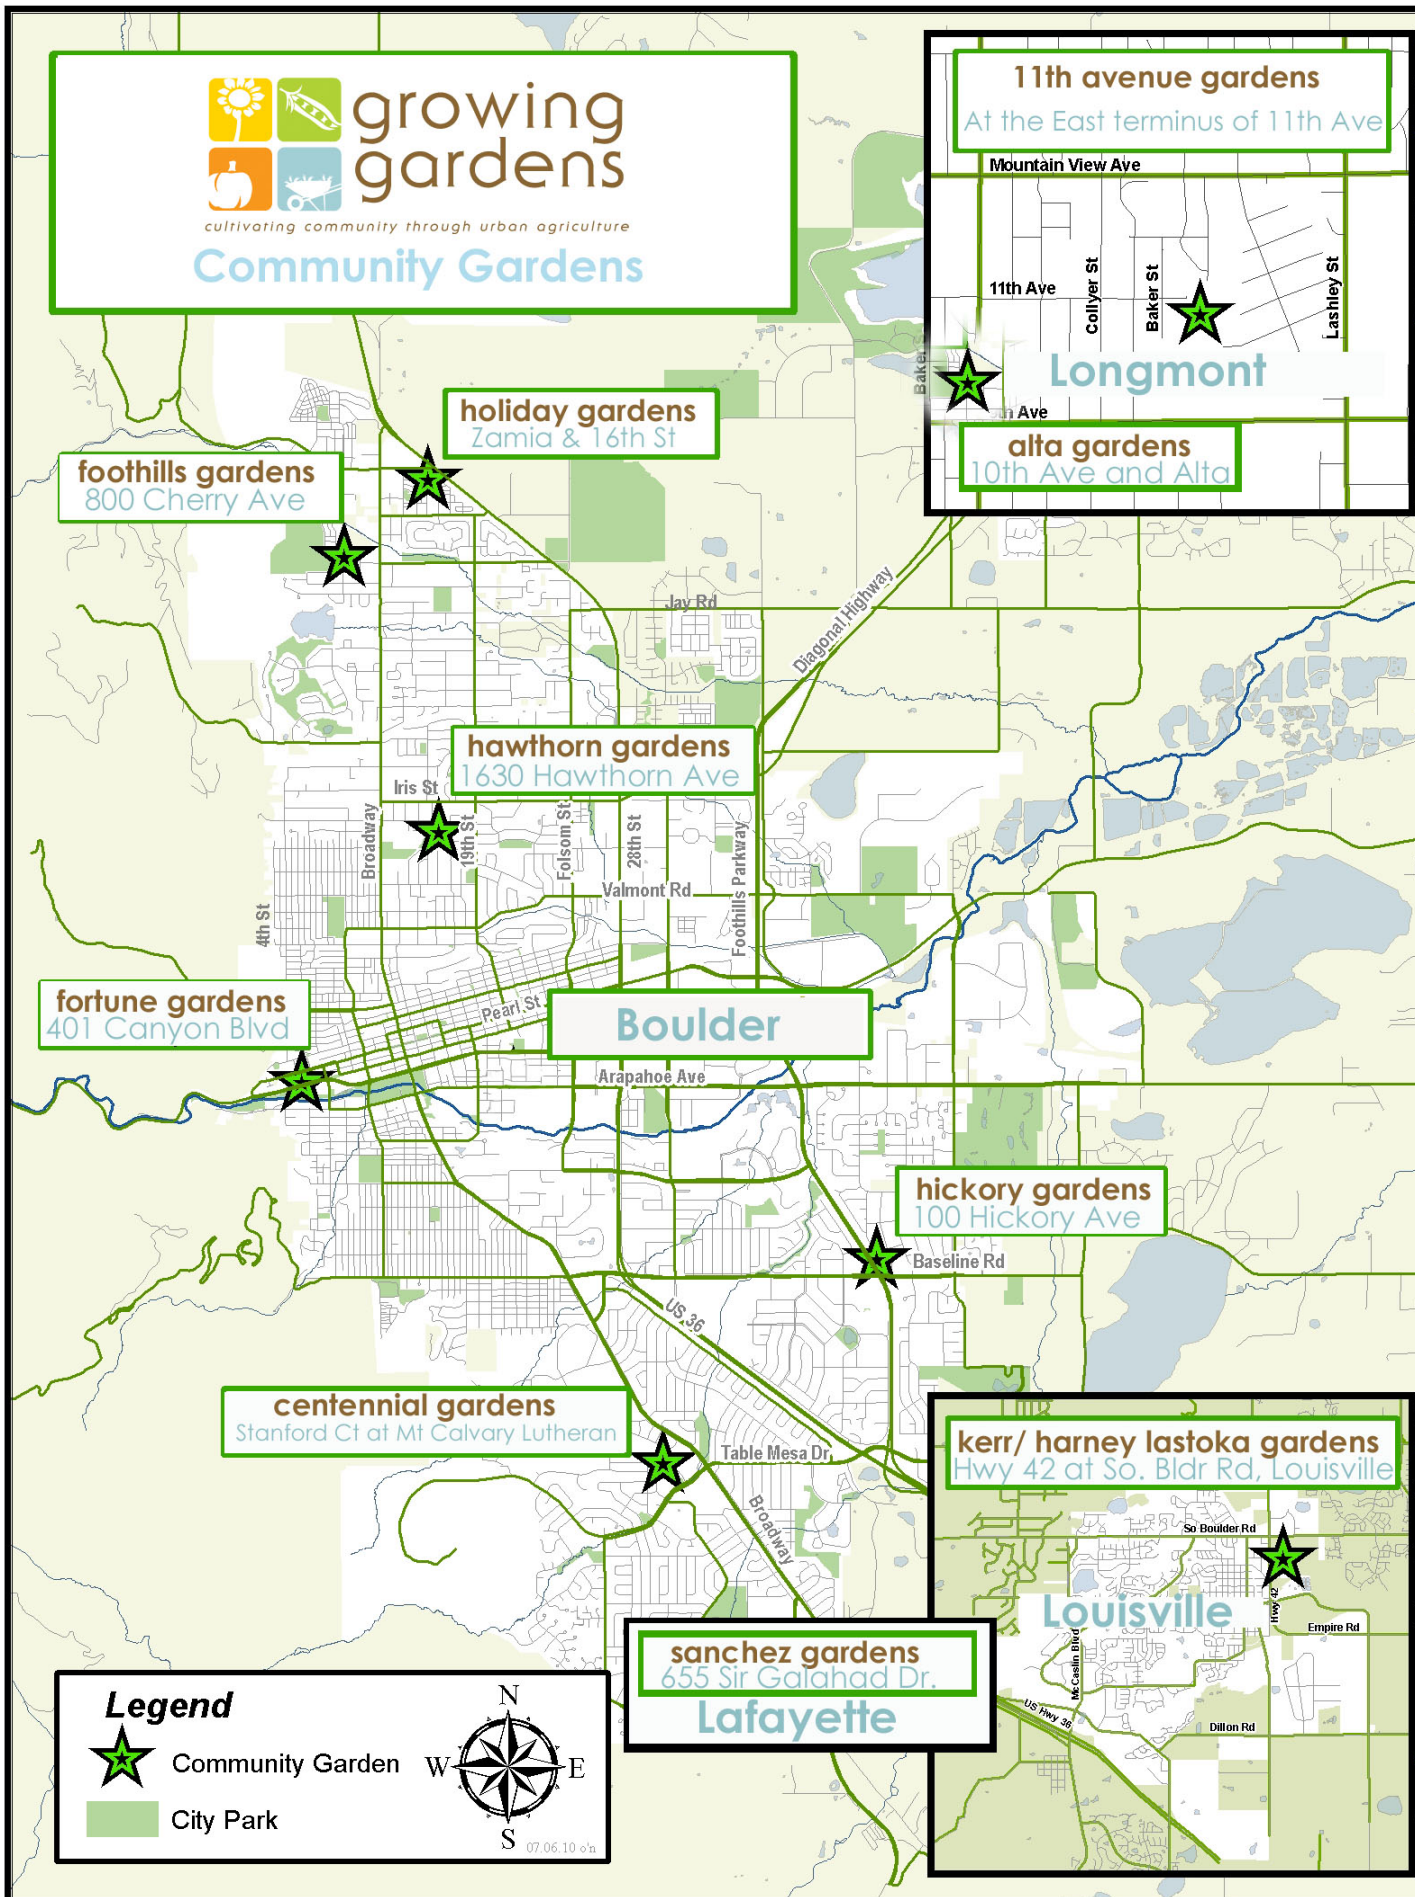 growing
gardens
cultivating community through urban agriculture
Community Gardens
11th avenue gardens
At the East terminus of 11th Ave
Mountain View Ave
11th Ave
Collyer St
Baker St
Lashley St
Longmont
9th Ave
alta gardens
10th Ave and Alta
holiday gardens
Zamia & 16th St
foothills gardens
800 Cherry Ave
Jay Rd
Diagonal Highway
hawthorn gardens
1630 Hawthorn Ave
Iris St
Broadway
19th St
Folsom St
28th St
Foothills Parkway
Valmont Rd
4th St
fortune gardens
401 Canyon Blvd
Pearl St
Boulder
Arapahoe Ave
hickory gardens
100 Hickory Ave
Baseline Rd
US 36
centennial gardens
Stanford Ct at Mt Calvary Lutheran
Table Mesa Dr
Broadway
kerr/ harney lastoka gardens
Hwy 42 at So. Bldr Rd, Louisville
So Boulder Rd
Hwy 42
Louisville
Empire Rd
McCaslin Blvd
US Hwy 36
Dillon Rd
sanchez gardens
655 Sir Galahad Dr.
Lafayette
Legend
Community Garden
City Park
N
W
E
S
07.06.10 o'n